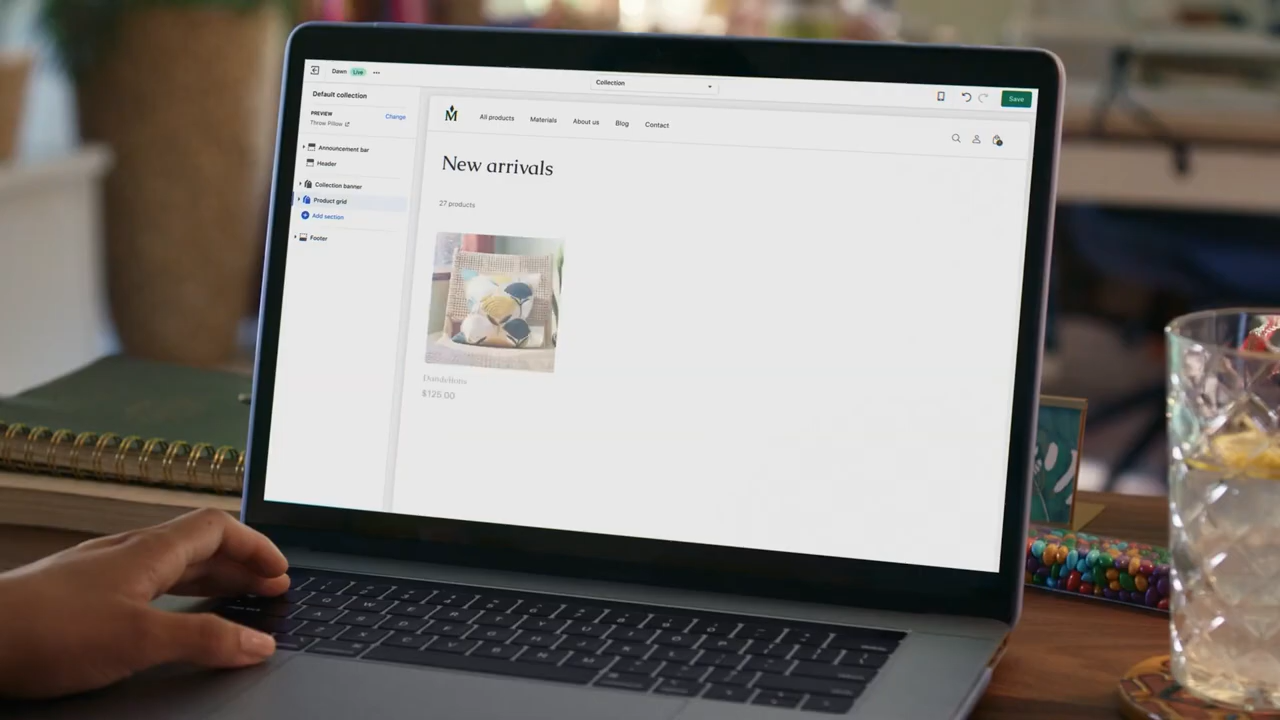 Dawn Live
Collection
Save
Default collection
PREVIEW
Throw Pillow
Change
Announcement bar
Header
Collection banner
Product grid
Add section
Footer
M
All products
Materials
About us
Blog
Contact
New arrivals
27 products
Dandelions
$125.00